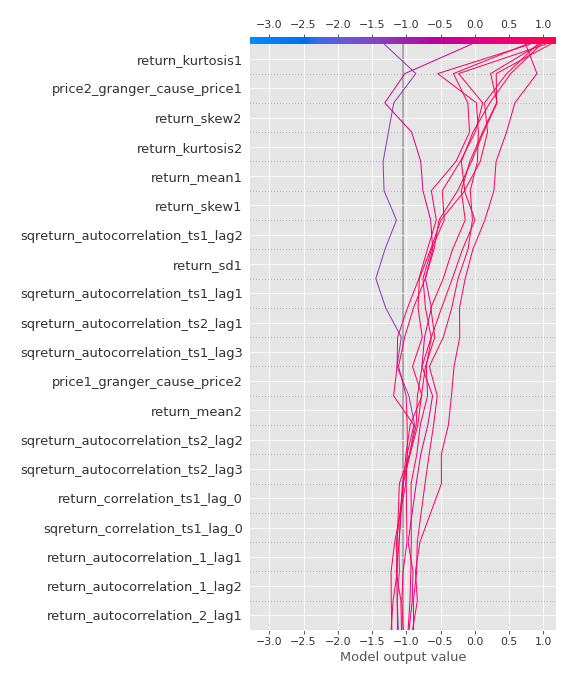 −3.0 −2.5 −2.0 −1.5 −1.0 −0.5 0.0 0.5 1.0
return_kurtosis1
price2_granger_cause_price1
return_skew2
return_kurtosis2
return_mean1
return_skew1
sqreturn_autocorrelation_ts1_lag2
return_sd1
sqreturn_autocorrelation_ts1_lag1
sqreturn_autocorrelation_ts2_lag1
sqreturn_autocorrelation_ts1_lag3
price1_granger_cause_price2
return_mean2
sqreturn_autocorrelation_ts2_lag2
sqreturn_autocorrelation_ts2_lag3
return_correlation_ts1_lag_0
sqreturn_correlation_ts1_lag_0
return_autocorrelation_1_lag1
return_autocorrelation_1_lag2
return_autocorrelation_2_lag1
−3.0 −2.5 −2.0 −1.5 −1.0 −0.5 0.0 0.5 1.0
Model output value